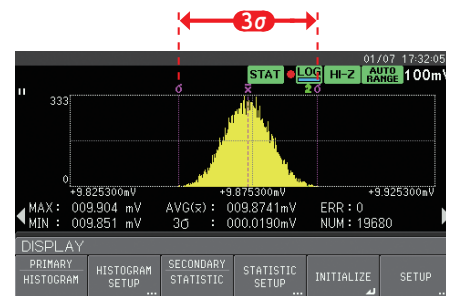 3σ
01/07 17:32:05
STAT LOG HI-Z AUTO RANGE 100mV
2
σ x̄ σ
333
0
+9.825300mV +9.875300mV +9.925300mV
MAX: 009.904 mV AVG(x̄): 009.8741mV ERR: 0
MIN: 009.851 mV 3σ : 000.0190mV NUM: 19680
DISPLAY
PRIMARY HISTOGRAM
HISTOGRAM SETUP ...
SECONDARY STATISTIC
STATISTIC SETUP ...
INITIALIZE
SETUP ...